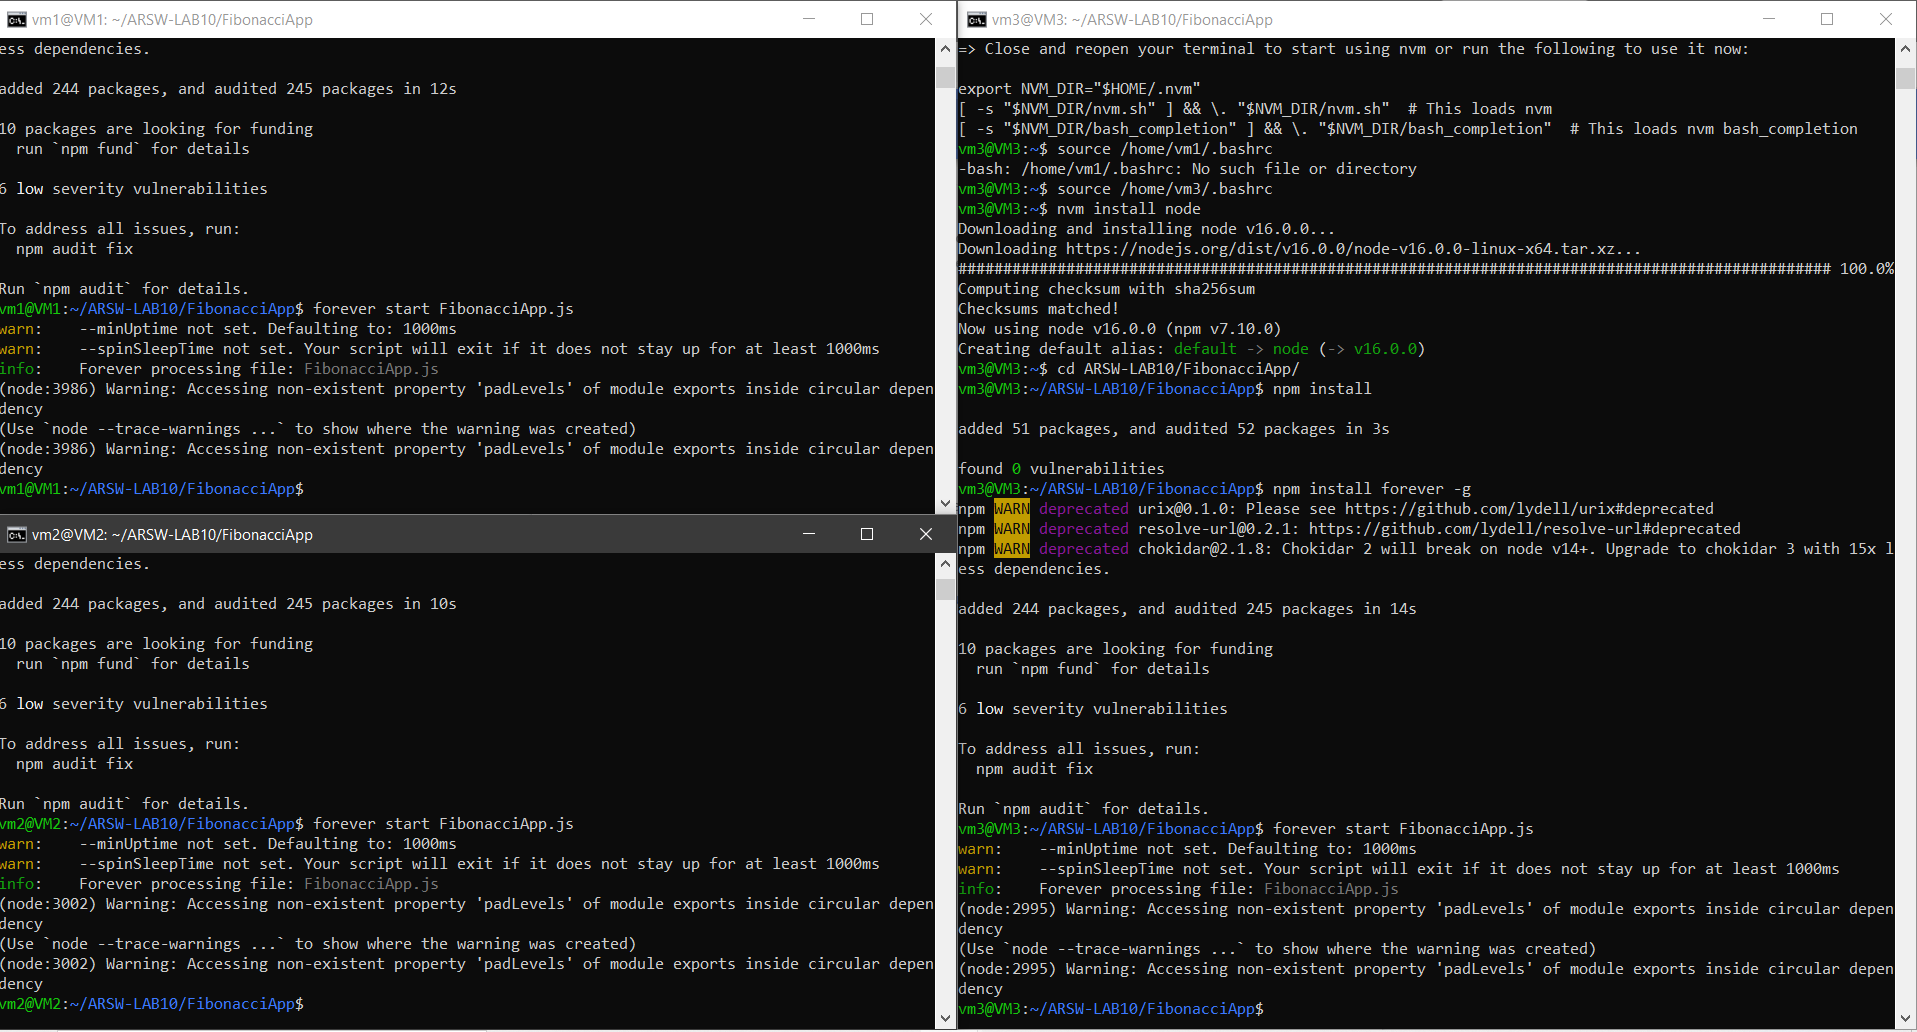 vm1@VM1: ~/ARSW-LAB10/FibonacciApp
ess dependencies.
added 244 packages, and audited 245 packages in 12s
10 packages are looking for funding
  run `npm fund` for details
6 low severity vulnerabilities
To address all issues, run:
  npm audit fix
Run `npm audit` for details.
vm1@VM1:~/ARSW-LAB10/FibonacciApp$ forever start FibonacciApp.js
warn:    --minUptime not set. Defaulting to: 1000ms
warn:    --spinSleepTime not set. Your script will exit if it does not stay up for at least 1000ms
info:    Forever processing file: FibonacciApp.js
(node:3986) Warning: Accessing non-existent property 'padLevels' of module exports inside circular depen
dency
(Use `node --trace-warnings ...` to show where the warning was created)
(node:3986) Warning: Accessing non-existent property 'padLevels' of module exports inside circular depen
dency
vm1@VM1:~/ARSW-LAB10/FibonacciApp$
vm2@VM2: ~/ARSW-LAB10/FibonacciApp
ess dependencies.
added 244 packages, and audited 245 packages in 10s
10 packages are looking for funding
  run `npm fund` for details
6 low severity vulnerabilities
To address all issues, run:
  npm audit fix
Run `npm audit` for details.
vm2@VM2:~/ARSW-LAB10/FibonacciApp$ forever start FibonacciApp.js
warn:    --minUptime not set. Defaulting to: 1000ms
warn:    --spinSleepTime not set. Your script will exit if it does not stay up for at least 1000ms
info:    Forever processing file: FibonacciApp.js
(node:3002) Warning: Accessing non-existent property 'padLevels' of module exports inside circular depen
dency
(Use `node --trace-warnings ...` to show where the warning was created)
(node:3002) Warning: Accessing non-existent property 'padLevels' of module exports inside circular depen
dency
vm2@VM2:~/ARSW-LAB10/FibonacciApp$
vm3@VM3: ~/ARSW-LAB10/FibonacciApp
=> Close and reopen your terminal to start using nvm or run the following to use it now:
export NVM_DIR="$HOME/.nvm"
[ -s "$NVM_DIR/nvm.sh" ] && \. "$NVM_DIR/nvm.sh"  # This loads nvm
[ -s "$NVM_DIR/bash_completion" ] && \. "$NVM_DIR/bash_completion"  # This loads nvm bash_completion
vm3@VM3:~$ source /home/vm1/.bashrc
-bash: /home/vm1/.bashrc: No such file or directory
vm3@VM3:~$ source /home/vm3/.bashrc
vm3@VM3:~$ nvm install node
Downloading and installing node v16.0.0...
Downloading https://nodejs.org/dist/v16.0.0/node-v16.0.0-linux-x64.tar.xz...
################################################################################################# 100.0%
Computing checksum with sha256sum
Checksums matched!
Now using node v16.0.0 (npm v7.10.0)
Creating default alias: default -> node (-> v16.0.0)
vm3@VM3:~$ cd ARSW-LAB10/FibonacciApp/
vm3@VM3:~/ARSW-LAB10/FibonacciApp$ npm install
added 51 packages, and audited 52 packages in 3s
found 0 vulnerabilities
vm3@VM3:~/ARSW-LAB10/FibonacciApp$ npm install forever -g
npm WARN deprecated urix@0.1.0: Please see https://github.com/lydell/urix#deprecated
npm WARN deprecated resolve-url@0.2.1: https://github.com/lydell/resolve-url#deprecated
npm WARN deprecated chokidar@2.1.8: Chokidar 2 will break on node v14+. Upgrade to chokidar 3 with 15x l
ess dependencies.
added 244 packages, and audited 245 packages in 14s
10 packages are looking for funding
  run `npm fund` for details
6 low severity vulnerabilities
To address all issues, run:
  npm audit fix
Run `npm audit` for details.
vm3@VM3:~/ARSW-LAB10/FibonacciApp$ forever start FibonacciApp.js
warn:    --minUptime not set. Defaulting to: 1000ms
warn:    --spinSleepTime not set. Your script will exit if it does not stay up for at least 1000ms
info:    Forever processing file: FibonacciApp.js
(node:2995) Warning: Accessing non-existent property 'padLevels' of module exports inside circular depen
dency
(Use `node --trace-warnings ...` to show where the warning was created)
(node:2995) Warning: Accessing non-existent property 'padLevels' of module exports inside circular depen
dency
vm3@VM3:~/ARSW-LAB10/FibonacciApp$